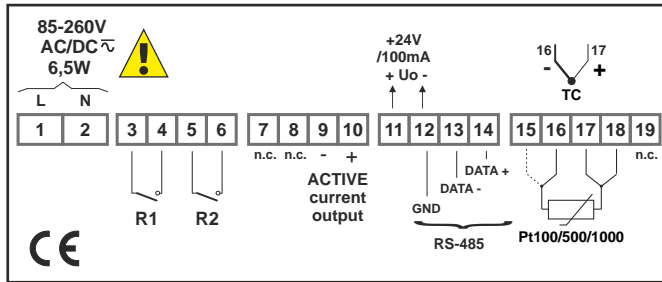 85-260V
AC/DC
6,5W
L N
+24V
/100mA
+ Uo -
16 17
- +
TC
1 2 3 4 5 6 7 8 9 10 11 12 13 14 15 16 17 18 19
n.c. n.c. - +
n.c.
R1 R2
ACTIVE
current
output
DATA +
DATA -
GND
RS-485
Pt100/500/1000
CE